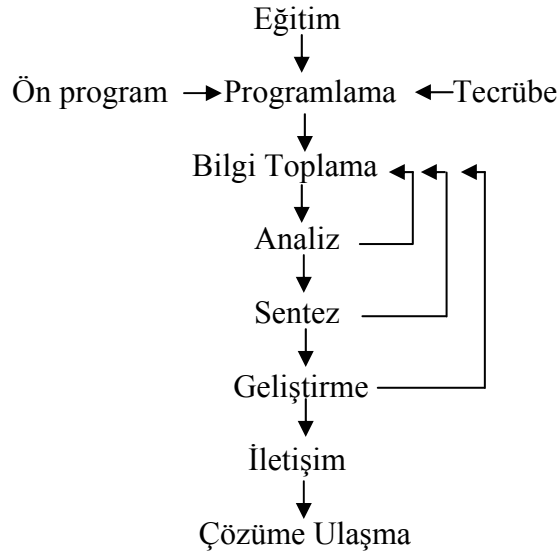 Eğitim
Ön program Programlama Tecrübe
Bilgi Toplama
Analiz
Sentez
Geliştirme
İletişim
Çözüme Ulaşma